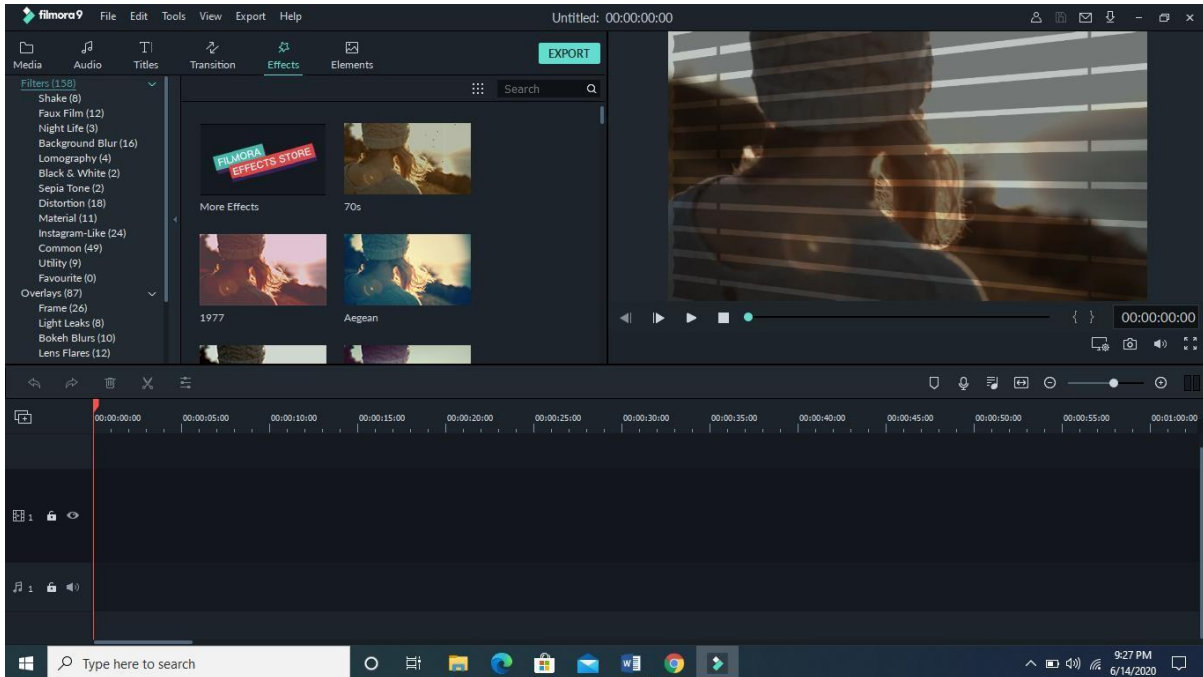 filmora9 File Edit Tools View Export Help Untitled: 00:00:00:00
Media Audio Titles Transition Effects Elements EXPORT
Search
Filters (158)
Shake (8)
Faux Film (12)
Night Life (3)
Background Blur (16)
Lomography (4)
Black & White (2)
Sepia Tone (2)
Distortion (18)
Material (11)
Instagram-Like (24)
Common (49)
Utility (9)
Favourite (0)
Overlays (87)
Frame (26)
Light Leaks (8)
Bokeh Blurs (10)
Lens Flares (12)
FILMORA
EFFECTS STORE
More Effects 70s
1977 Aegean
{ } 00:00:00:00
00:00:00:00 00:00:05:00 00:00:10:00 00:00:15:00 00:00:20:00 00:00:25:00 00:00:30:00 00:00:35:00 00:00:40:00 00:00:45:00 00:00:50:00 00:00:55:00 00:01:00:00
1
1
Type here to search
9:27 PM
6/14/2020